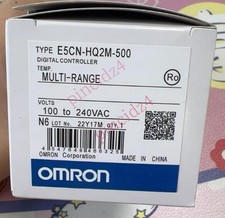 TYPE E5CN-HQ2M-500
DIGITAL CONTROLLER
TEMP.
MULTI-RANGE
Ro
VOLTS
100 to 240VAC
N6 LOT No. 22Y17M QTY.1
OMRON Corporation MADE IN CHINA
OMRON